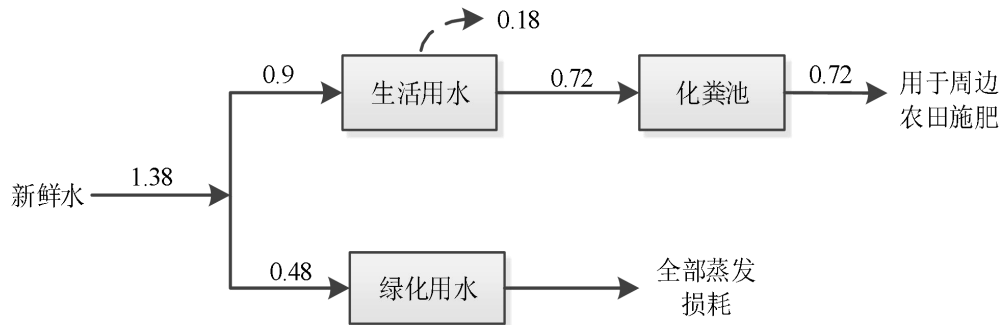 0.18
0.9
生活用水
0.72
化粪池
0.72
用于周边
农田施肥
新鲜水
1.38
0.48
绿化用水
全部蒸发
损耗